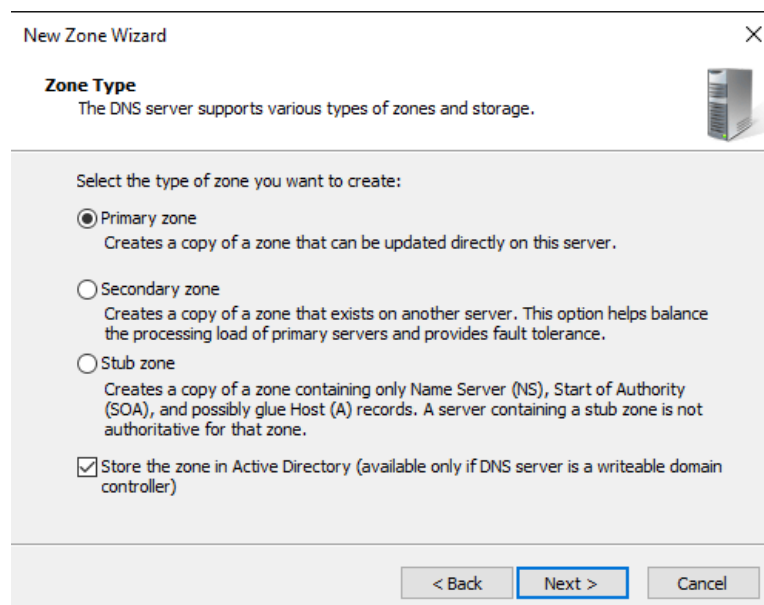 New Zone Wizard
Zone Type
The DNS server supports various types of zones and storage.
Select the type of zone you want to create:
Primary zone
Creates a copy of a zone that can be updated directly on this server.
Secondary zone
Creates a copy of a zone that exists on another server. This option helps balance
the processing load of primary servers and provides fault tolerance.
Stub zone
Creates a copy of a zone containing only Name Server (NS), Start of Authority
(SOA), and possibly glue Host (A) records. A server containing a stub zone is not
authoritative for that zone.
Store the zone in Active Directory (available only if DNS server is a writeable domain
controller)
< Back Next > Cancel